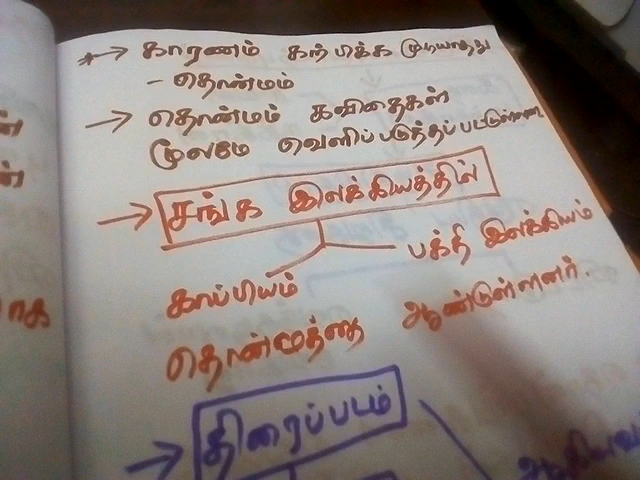 காரணம் கற்பிக்க முடியாதது
- தொன்மம்
தொன்மம் கவிதைகள்
மூலமே வெளிப்படுத்தப்பட்டுள்ளன
சங்க இலக்கியத்தில்
பக்தி இலக்கியம்
காப்பியம்
தொன்மத்தை ஆண்டுள்ளனர்.
திரைப்படம்